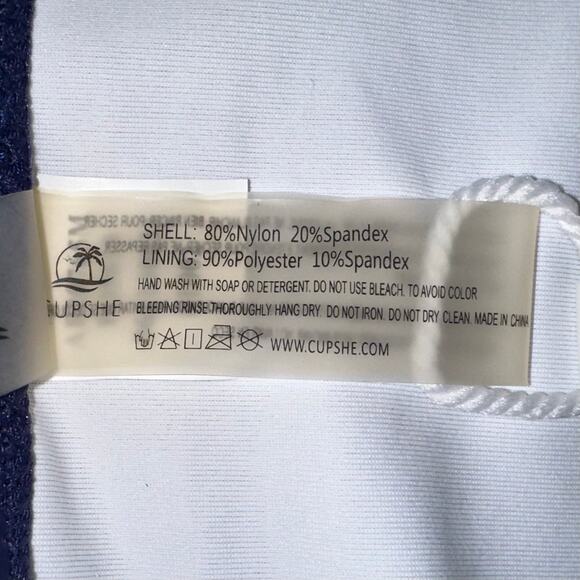 SHELL: 80%Nylon 20%Spandex
LINING: 90%Polyester 10%Spandex
HAND WASH WITH SOAP OR DETERGENT. DO NOT USE BLEACH. TO AVOID COLOR
BLEEDING RINSE THOROUGHLY HANG DRY DO NOT IRON. DO NOT DRY CLEAN. MADE IN CHINA
WWW.CUPSHE.COM
CUPSHE